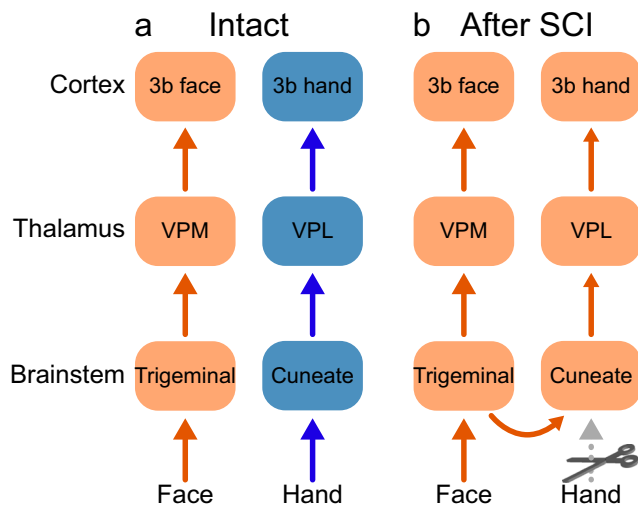 a Intact b After SCI
Cortex 3b face 3b hand 3b face 3b hand
Thalamus VPM VPL VPM VPL
Brainstem Trigeminal Cuneate Trigeminal Cuneate
Face Hand Face Hand